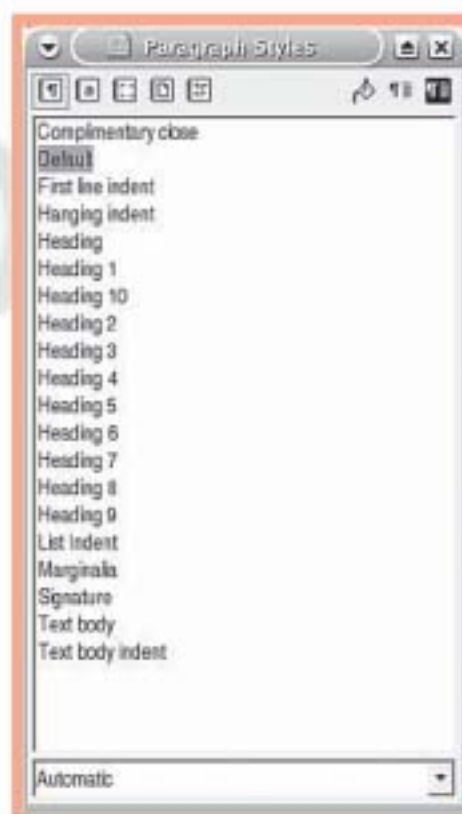 Paragraph Styles
Complimentary close
Default
First line indent
Hanging indent
Heading
Heading 1
Heading 10
Heading 2
Heading 3
Heading 4
Heading 5
Heading 6
Heading 7
Heading 8
Heading 9
List Indent
Marginalia
Signature
Text body
Text body indent
Automatic